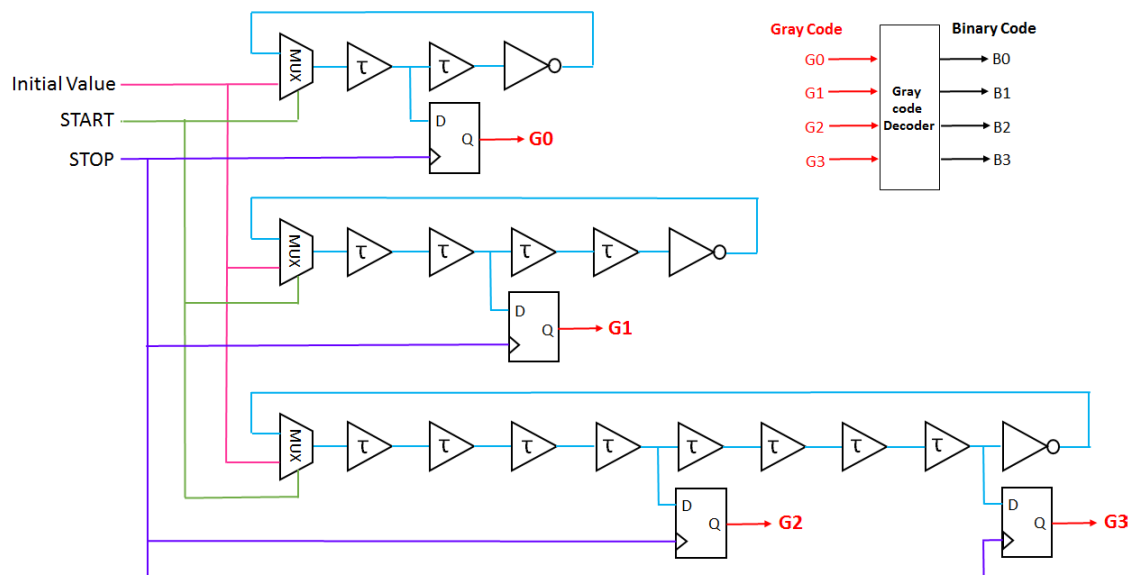 Initial Value
START
STOP
MUX
τ
τ
D
Q
G0
MUX
τ
τ
τ
τ
D
Q
G1
MUX
τ
τ
τ
τ
τ
τ
τ
τ
D
Q
G2
D
Q
G3
Gray Code
Binary Code
G0
G1
G2
G3
Gray
code
Decoder
B0
B1
B2
B3